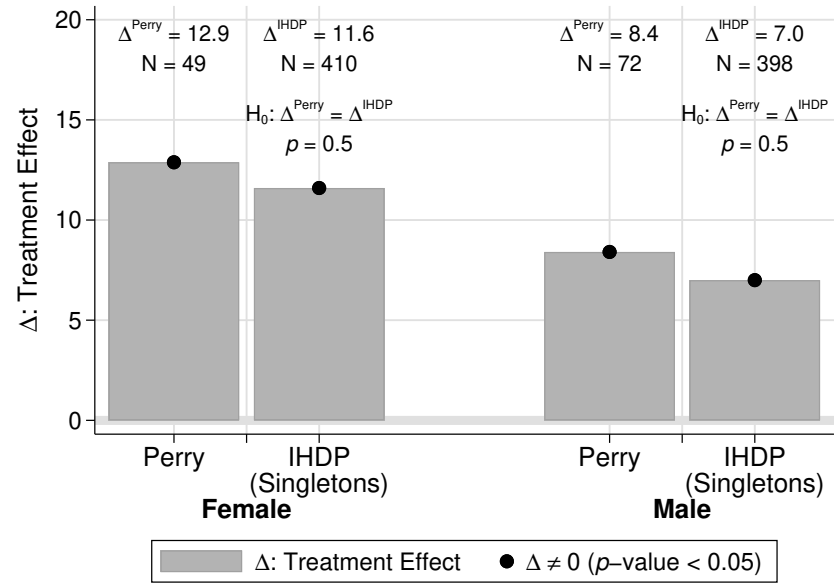 Δ: Treatment Effect
20
15
10
5
0
Δ^Perry = 12.9
N = 49
Δ^IHDP = 11.6
N = 410
H₀: Δ^Perry = Δ^IHDP
p = 0.5
Δ^Perry = 8.4
N = 72
Δ^IHDP = 7.0
N = 398
H₀: Δ^Perry = Δ^IHDP
p = 0.5
Perry
IHDP
(Singletons)
Female
Perry
IHDP
(Singletons)
Male
Δ: Treatment Effect
Δ ≠ 0 (p−value < 0.05)